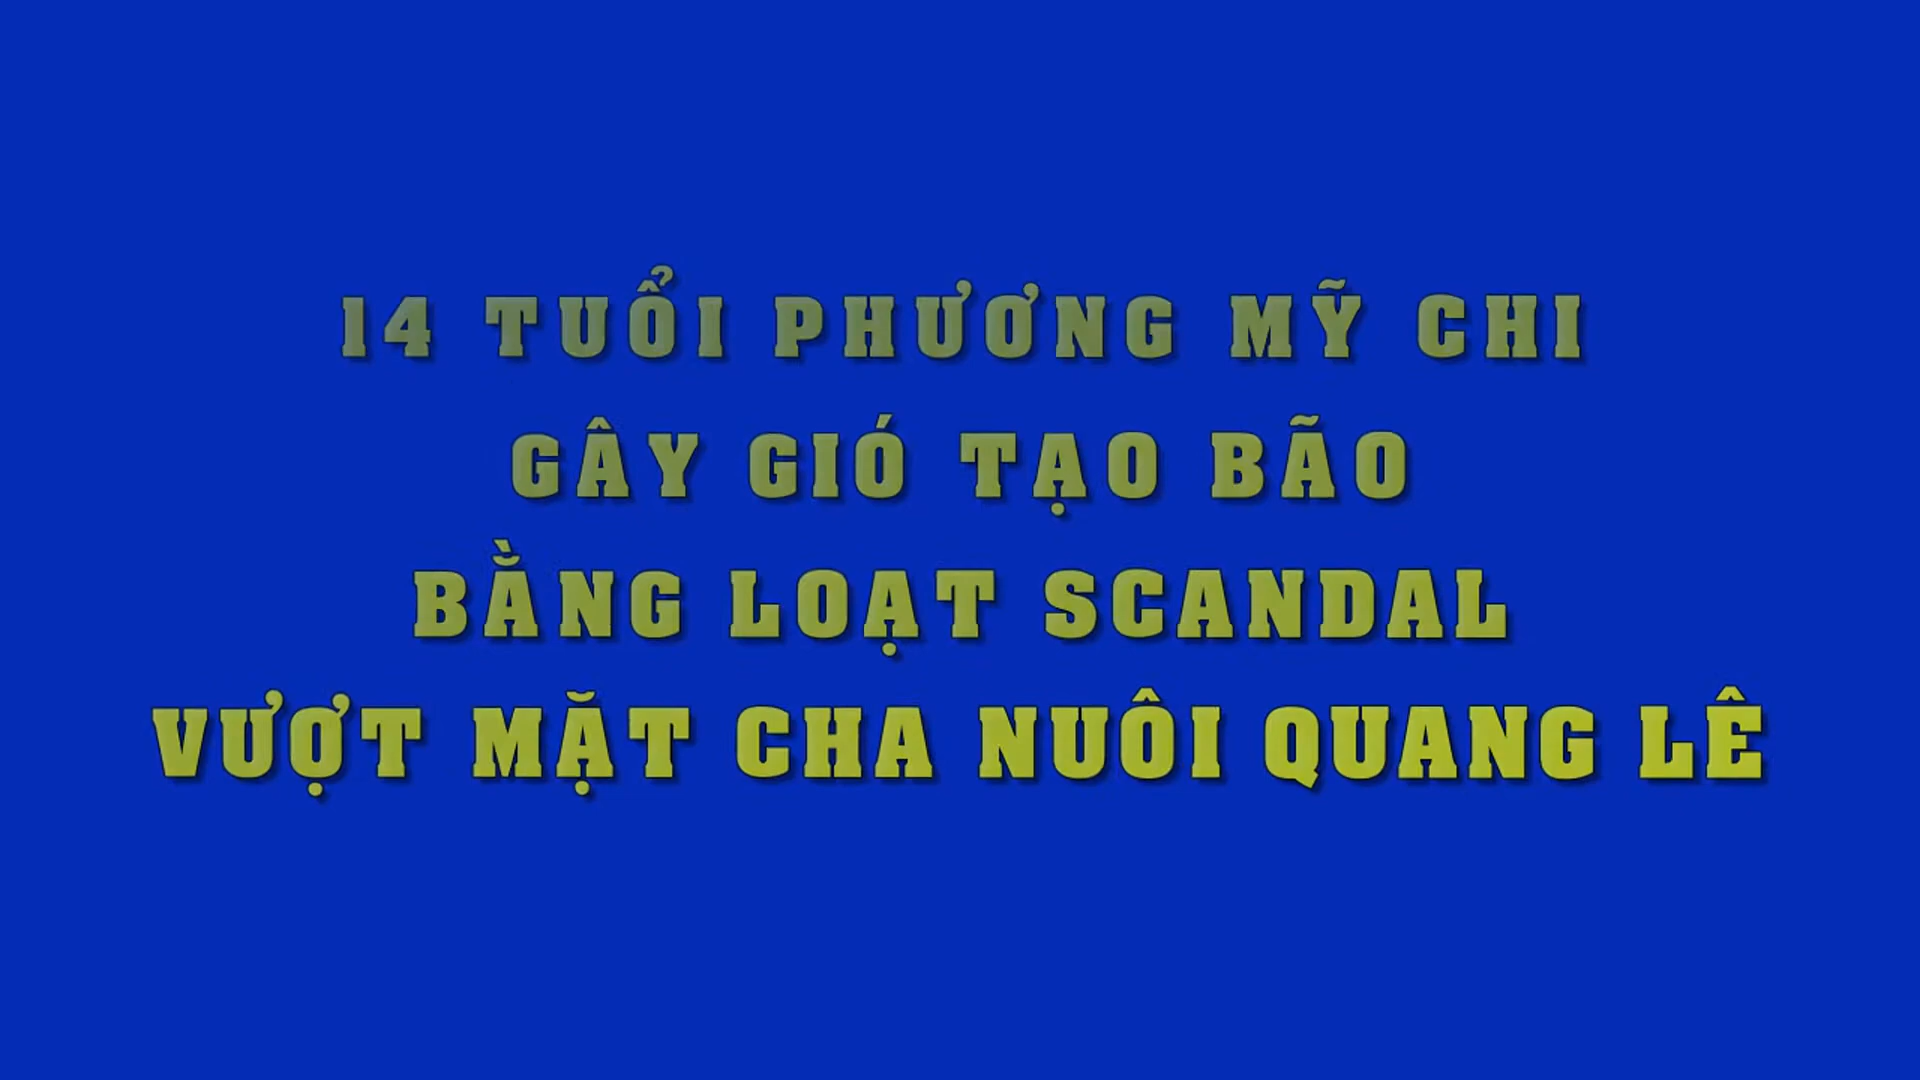 14 TUỔI PHƯƠNG MỸ CHI
GÂY GIÓ TẠO BÃO
BẰNG LOẠT SCANDAL
VƯỢT MẶT CHA NUÔI QUANG LÊ